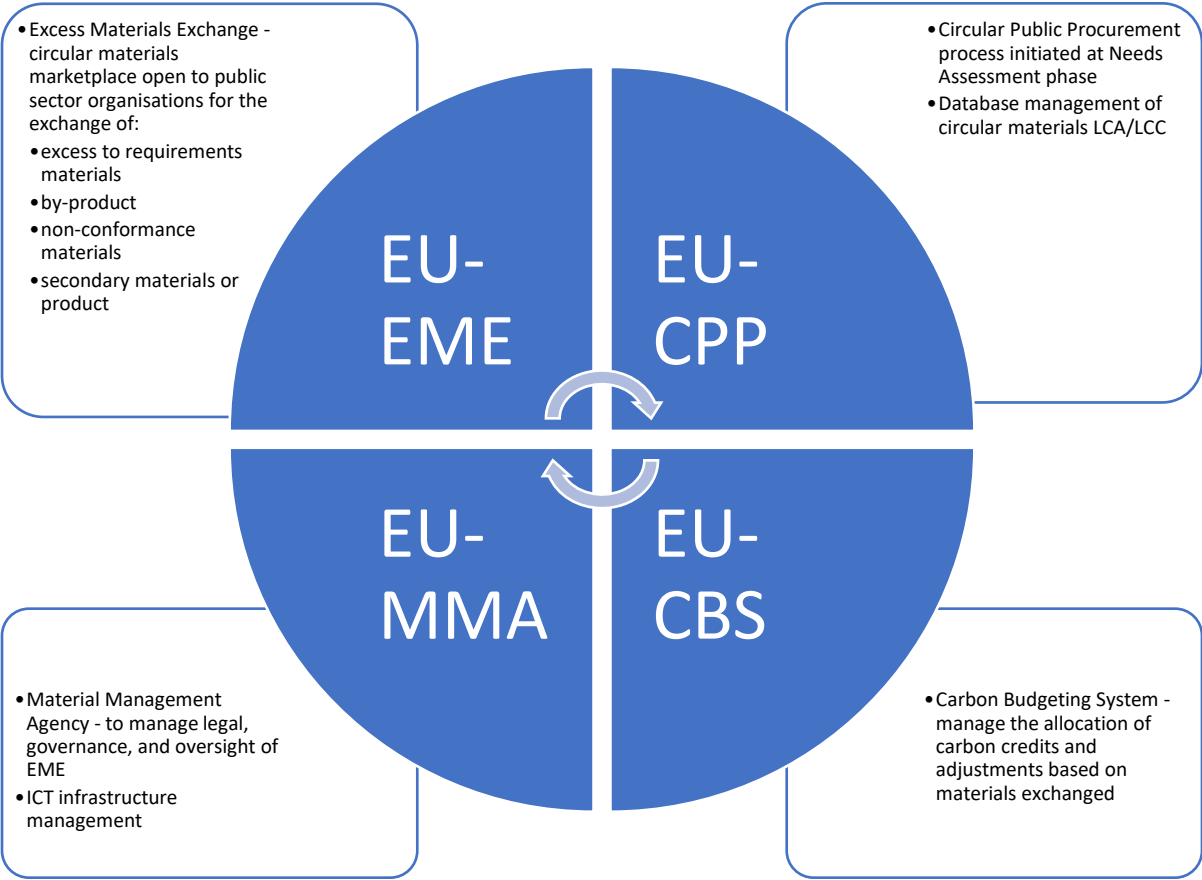 •Excess Materials Exchange -
circular materials
marketplace open to public
sector organisations for the
exchange of:
•excess to requirements
materials
•by-product
•non-conformance
materials
•secondary materials or
product
•Circular Public Procurement
process initiated at Needs
Assessment phase
•Database management of
circular materials LCA/LCC
EU-
EME
EU-
CPP
EU-
MMA
EU-
CBS
•Material Management
Agency - to manage legal,
governance, and oversight of
EME
•ICT infrastructure
management
•Carbon Budgeting System -
manage the allocation of
carbon credits and
adjustments based on
materials exchanged